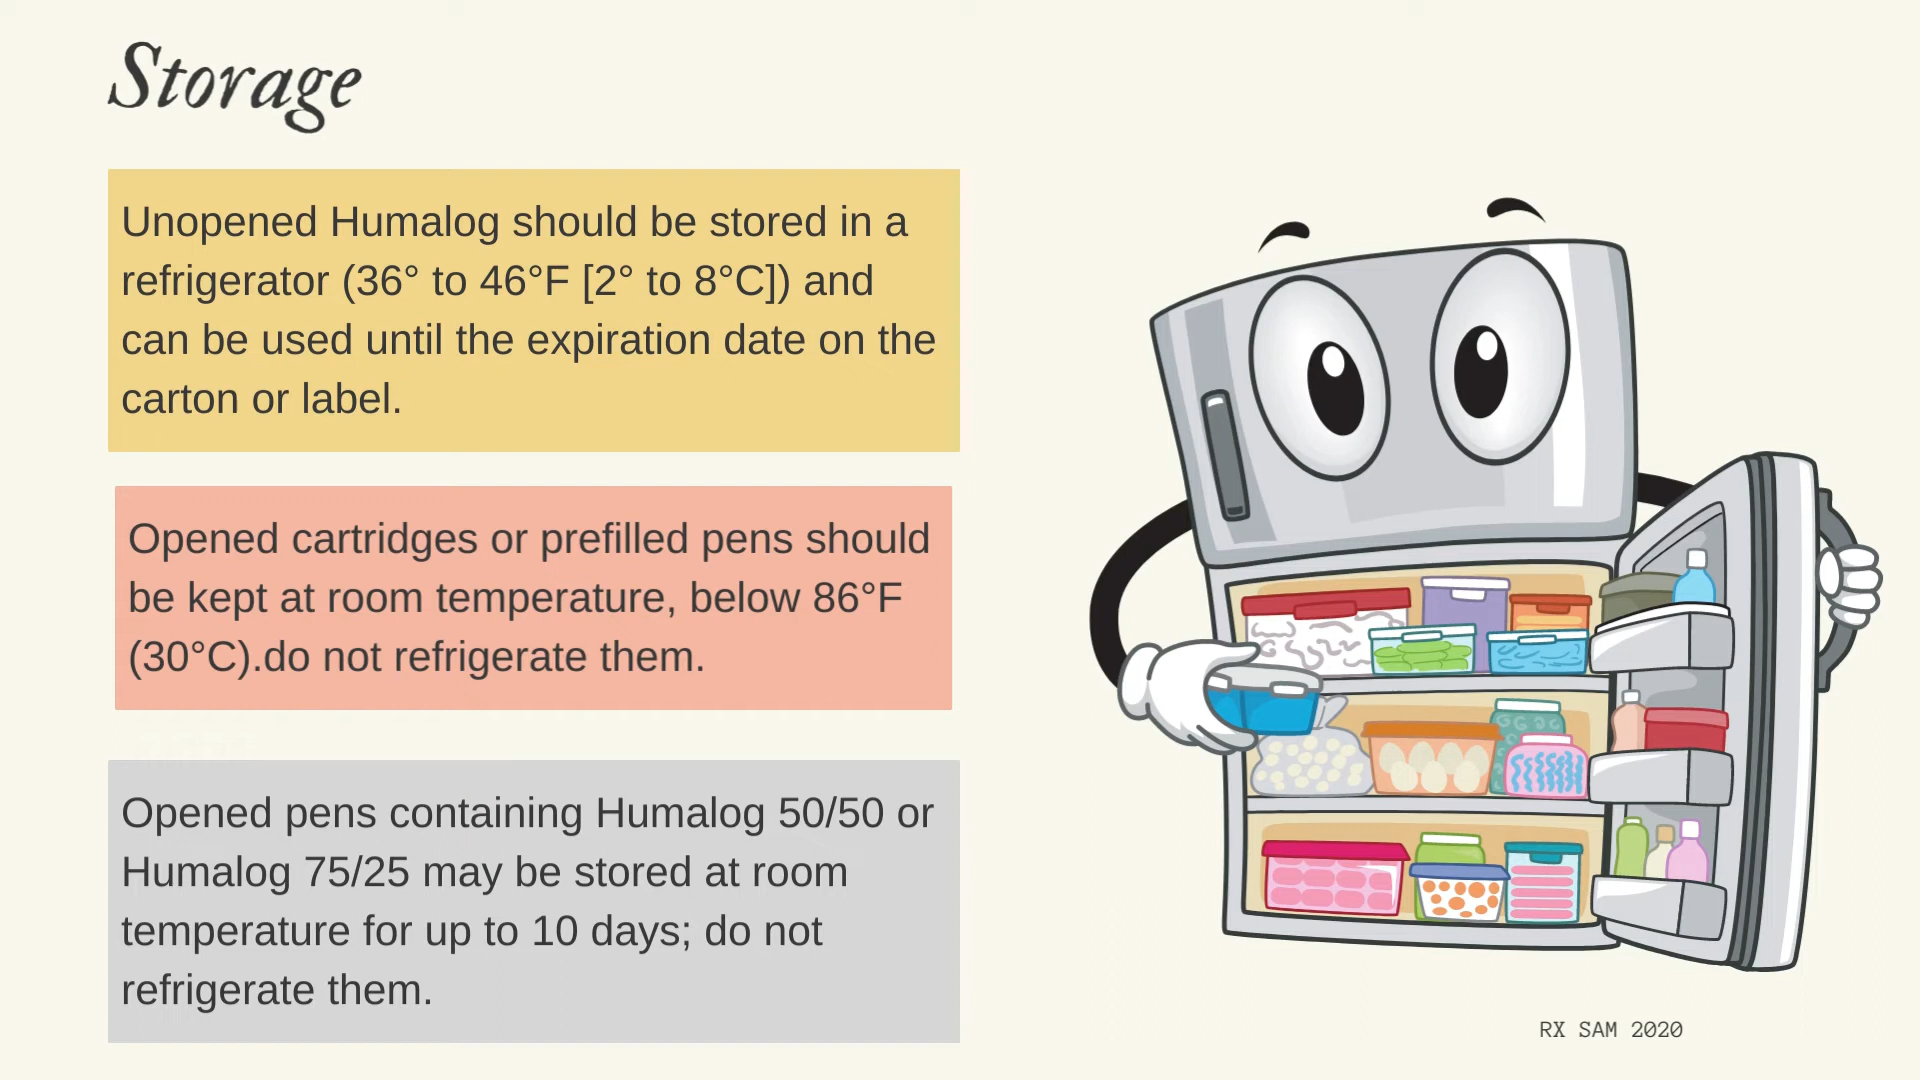 Storage
Unopened Humalog should be stored in a
refrigerator (36° to 46°F [2° to 8°C]) and
can be used until the expiration date on the
carton or label.
Opened cartridges or prefilled pens should
be kept at room temperature, below 86°F
(30°C).do not refrigerate them.
Opened pens containing Humalog 50/50 or
Humalog 75/25 may be stored at room
temperature for up to 10 days; do not
refrigerate them.
RX SAM 2020